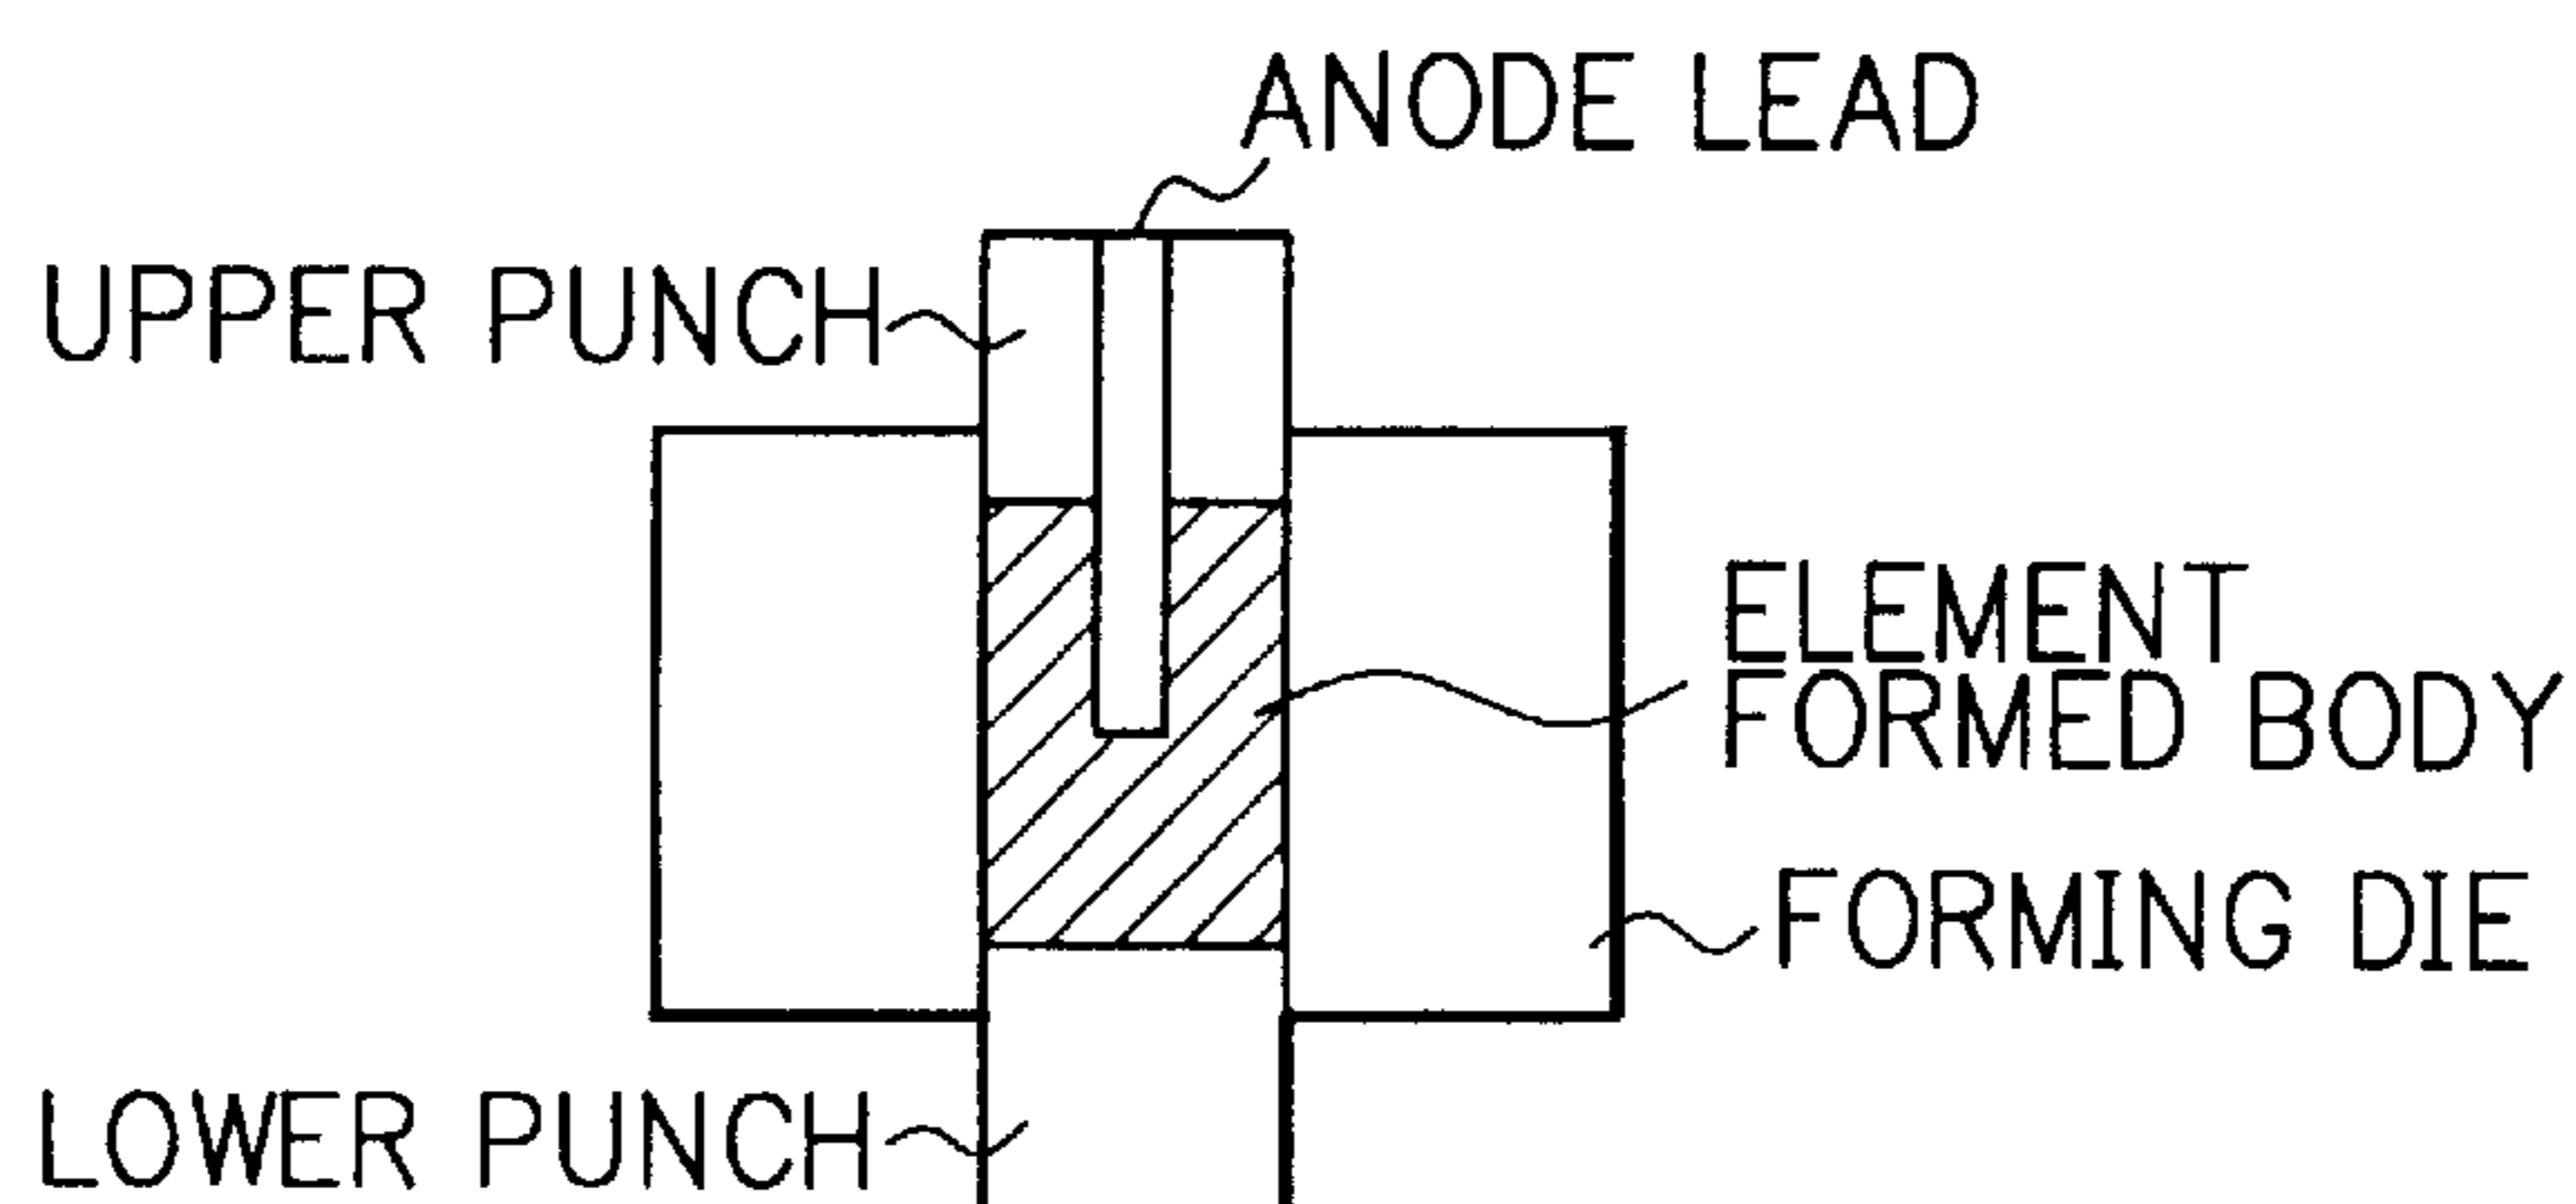 ANODE LEAD
UPPER PUNCH
ELEMENT
FORMED BODY
FORMING DIE
LOWER PUNCH